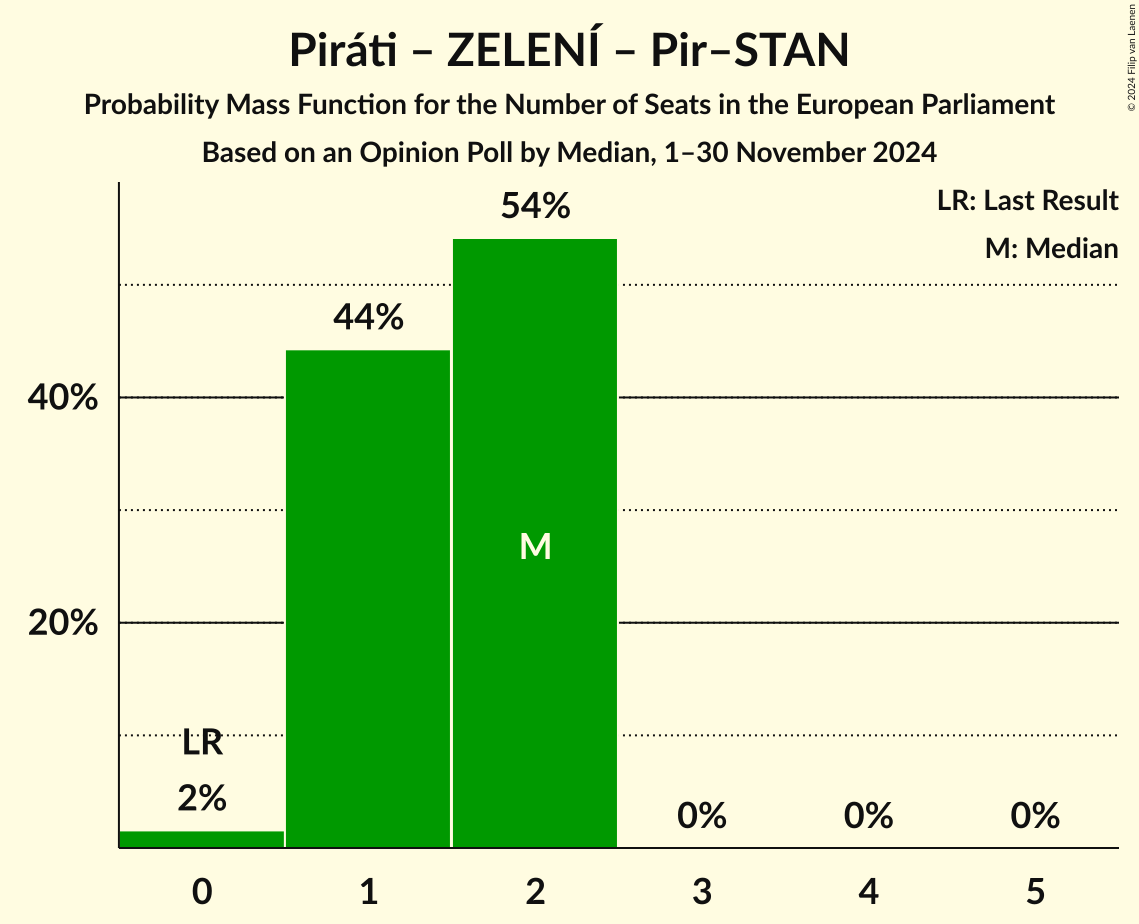 Piráti – ZELENÍ – Pir–STAN
Probability Mass Function for the Number of Seats in the European Parliament
Based on an Opinion Poll by Median, 1–30 November 2024
© 2024 Filip van Laenen
LR: Last Result
M: Median
54%
44%
40%
M
20%
LR
2%
0%
0%
0%
0
1
2
3
4
5